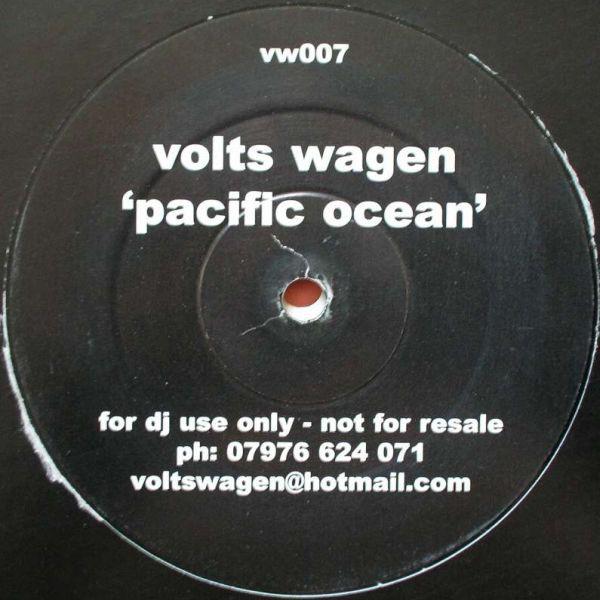 vw007
volts wagen
‘pacific ocean’
for dj use only - not for resale
ph: 07976 624 071
voltswagen@hotmail.com